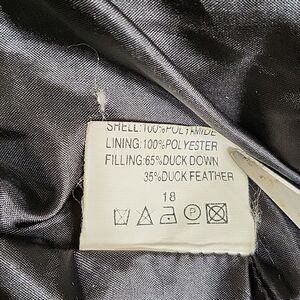 SHELL:100%POLYAMIDE
LINING:100%POLYESTER
FILLING:65%DUCK DOWN
35%DUCK FEATHER
18
P